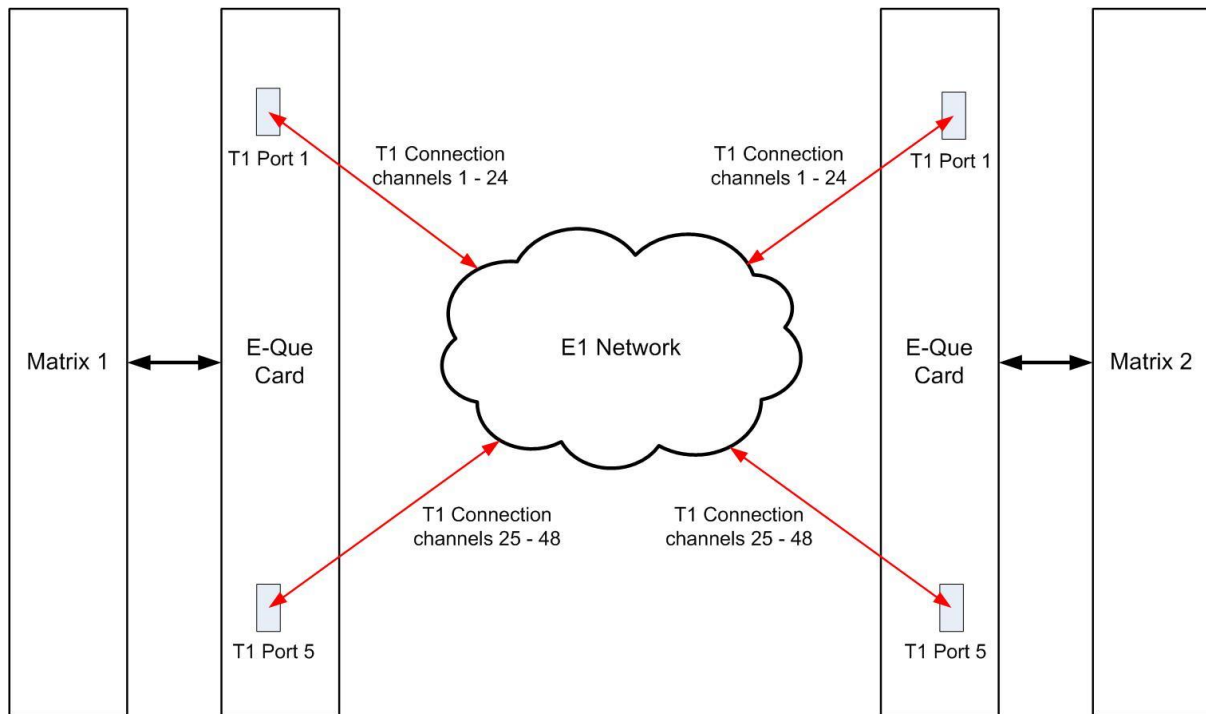 T1 Port 1
T1 Connection
channels 1 - 24
T1 Connection
channels 1 - 24
T1 Port 1
Matrix 1
E-Que
Card
E1 Network
E-Que
Card
Matrix 2
T1 Connection
channels 25 - 48
T1 Connection
channels 25 - 48
T1 Port 5
T1 Port 5